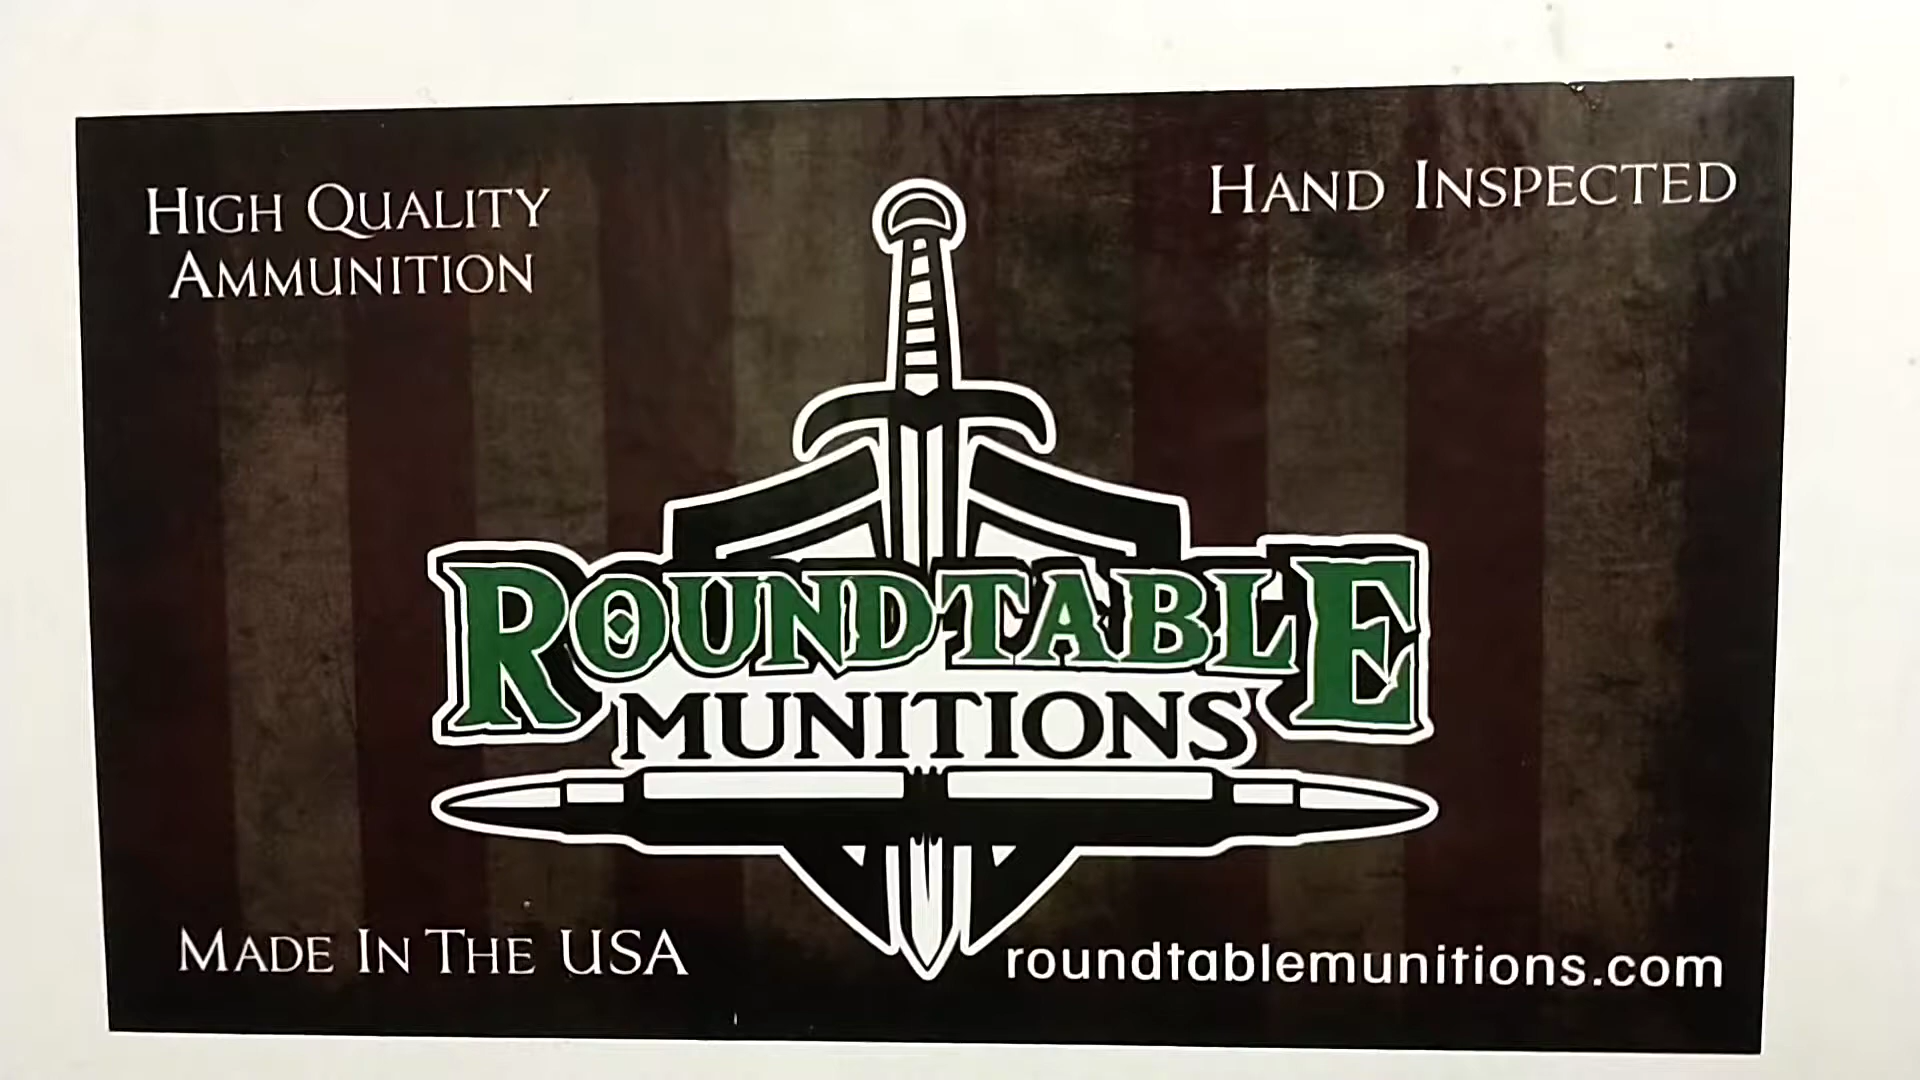 HIGH QUALITY
AMMUNITION
HAND INSPECTED
ROUNDTABLE
MUNITIONS
MADE IN THE USA
roundtablemunitions.com